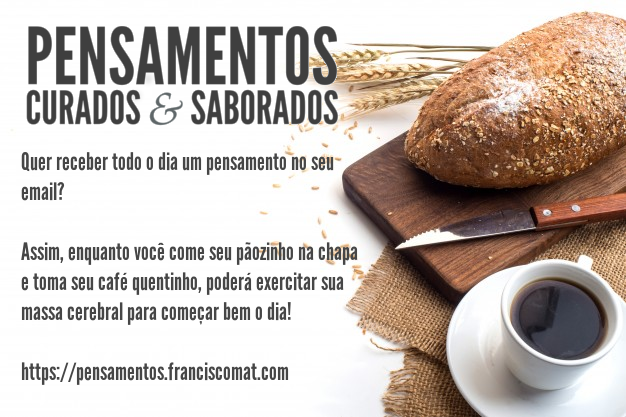 PENSAMENTOS
CURADOS & SABORADOS
Quer receber todo o dia um pensamento no seu
email?
Assim, enquanto você come seu pãozinho na chapa
e toma seu café quentinho, poderá exercitar sua
massa cerebral para começar bem o dia!
https://pensamentos.franciscomat.com